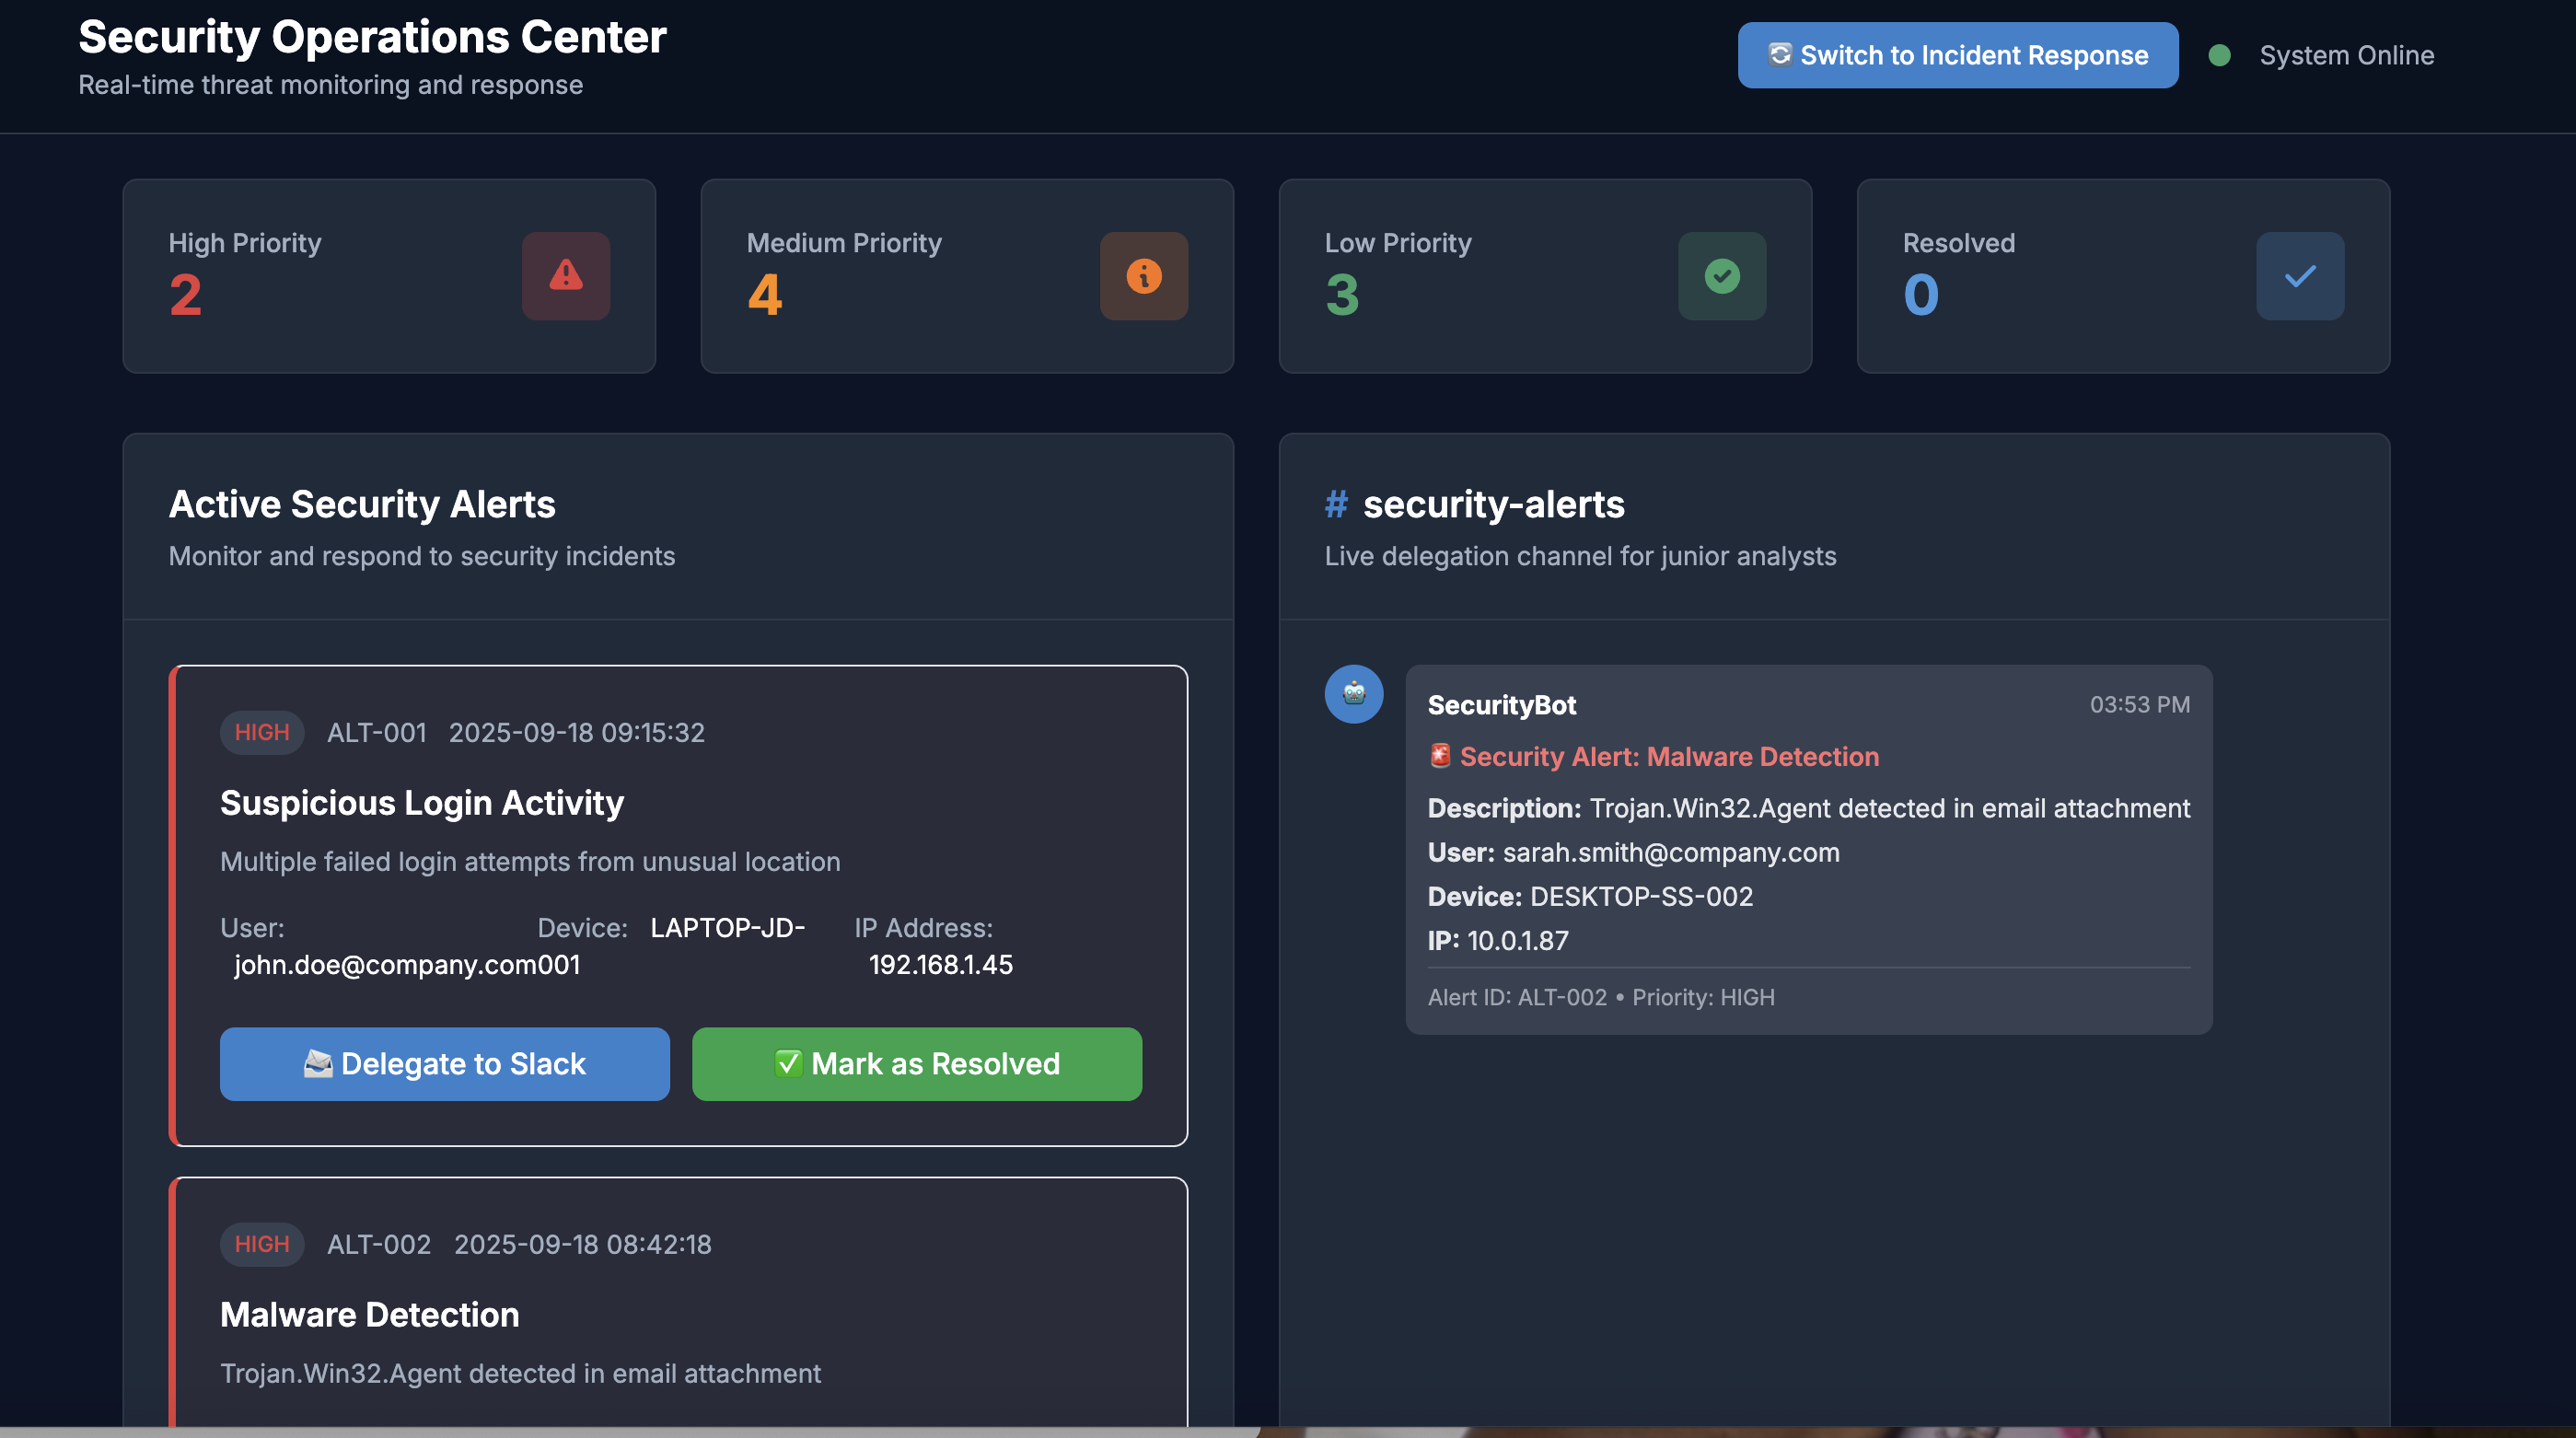 Security Operations Center
Real-time threat monitoring and response
Switch to Incident Response
System Online
High Priority
2
Medium Priority
4
Low Priority
3
Resolved
0
Active Security Alerts
Monitor and respond to security incidents
HIGH ALT-001 2025-09-18 09:15:32
Suspicious Login Activity
Multiple failed login attempts from unusual location
User: Device: LAPTOP-JD- IP Address:
john.doe@company.com001 192.168.1.45
Delegate to Slack
Mark as Resolved
HIGH ALT-002 2025-09-18 08:42:18
Malware Detection
Trojan.Win32.Agent detected in email attachment
# security-alerts
Live delegation channel for junior analysts
SecurityBot 03:53 PM
Security Alert: Malware Detection
Description: Trojan.Win32.Agent detected in email attachment
User: sarah.smith@company.com
Device: DESKTOP-SS-002
IP: 10.0.1.87
Alert ID: ALT-002 • Priority: HIGH